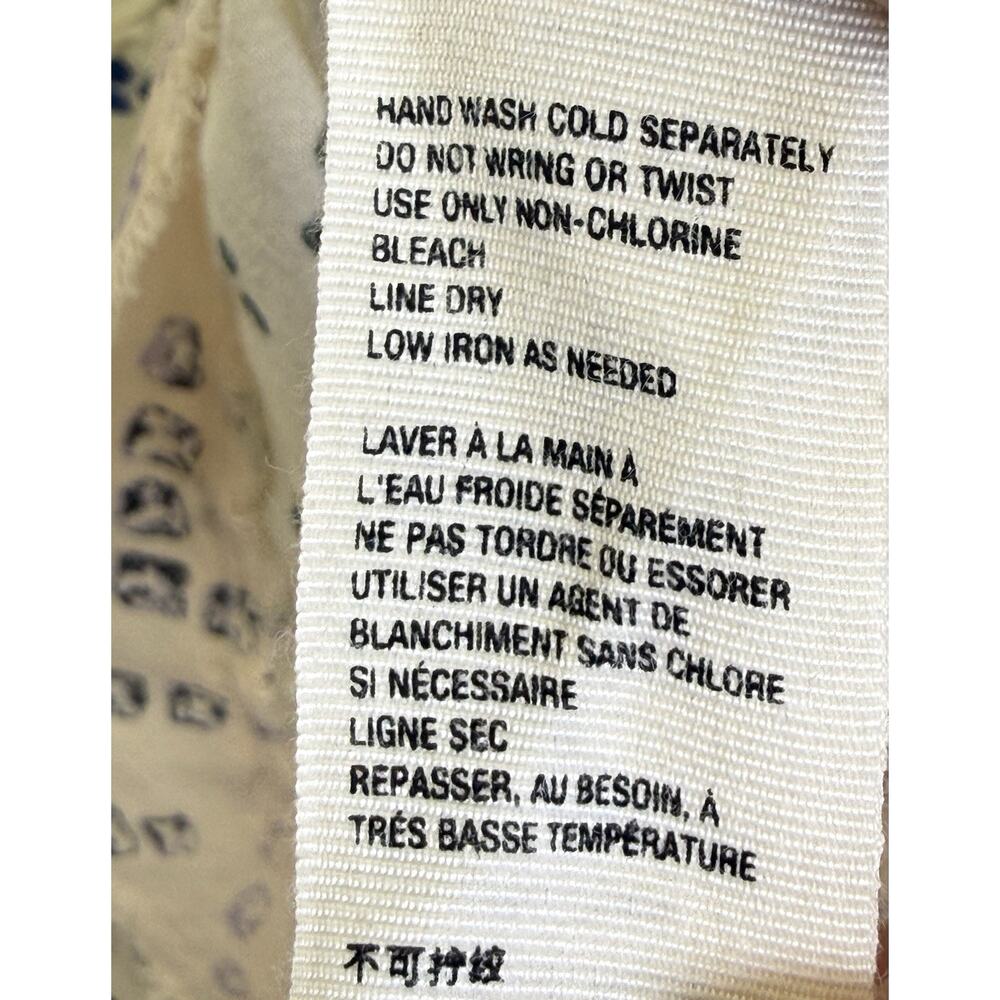 HAND WASH COLD SEPARATELY
DO NOT WRING OR TWIST
USE ONLY NON-CHLORINE
BLEACH
LINE DRY
LOW IRON AS NEEDED
LAVER À LA MAIN À
L'EAU FROIDE SÉPARÉMENT
NE PAS TORDRE OU ESSORER
UTILISER UN AGENT DE
BLANCHIMENT SANS CHLORE
SI NÉCESSAIRE
LIGNE SEC
REPASSER, AU BESOIN, À
TRÉS BASSE TEMPÉRATURE
不可拧绞